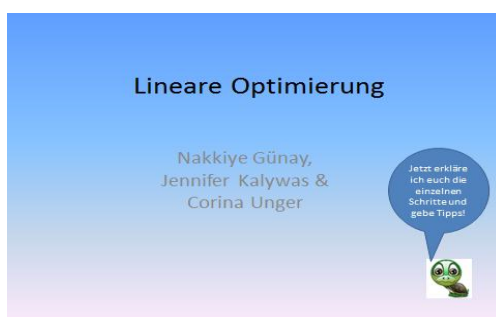 Lineare Optimierung
Nakkiye Günay,
Jennifer Kalywas &
Corina Unger
Jetzt erkläre
ich euch die
einzelnen
Schritte und
gebe Tipps!